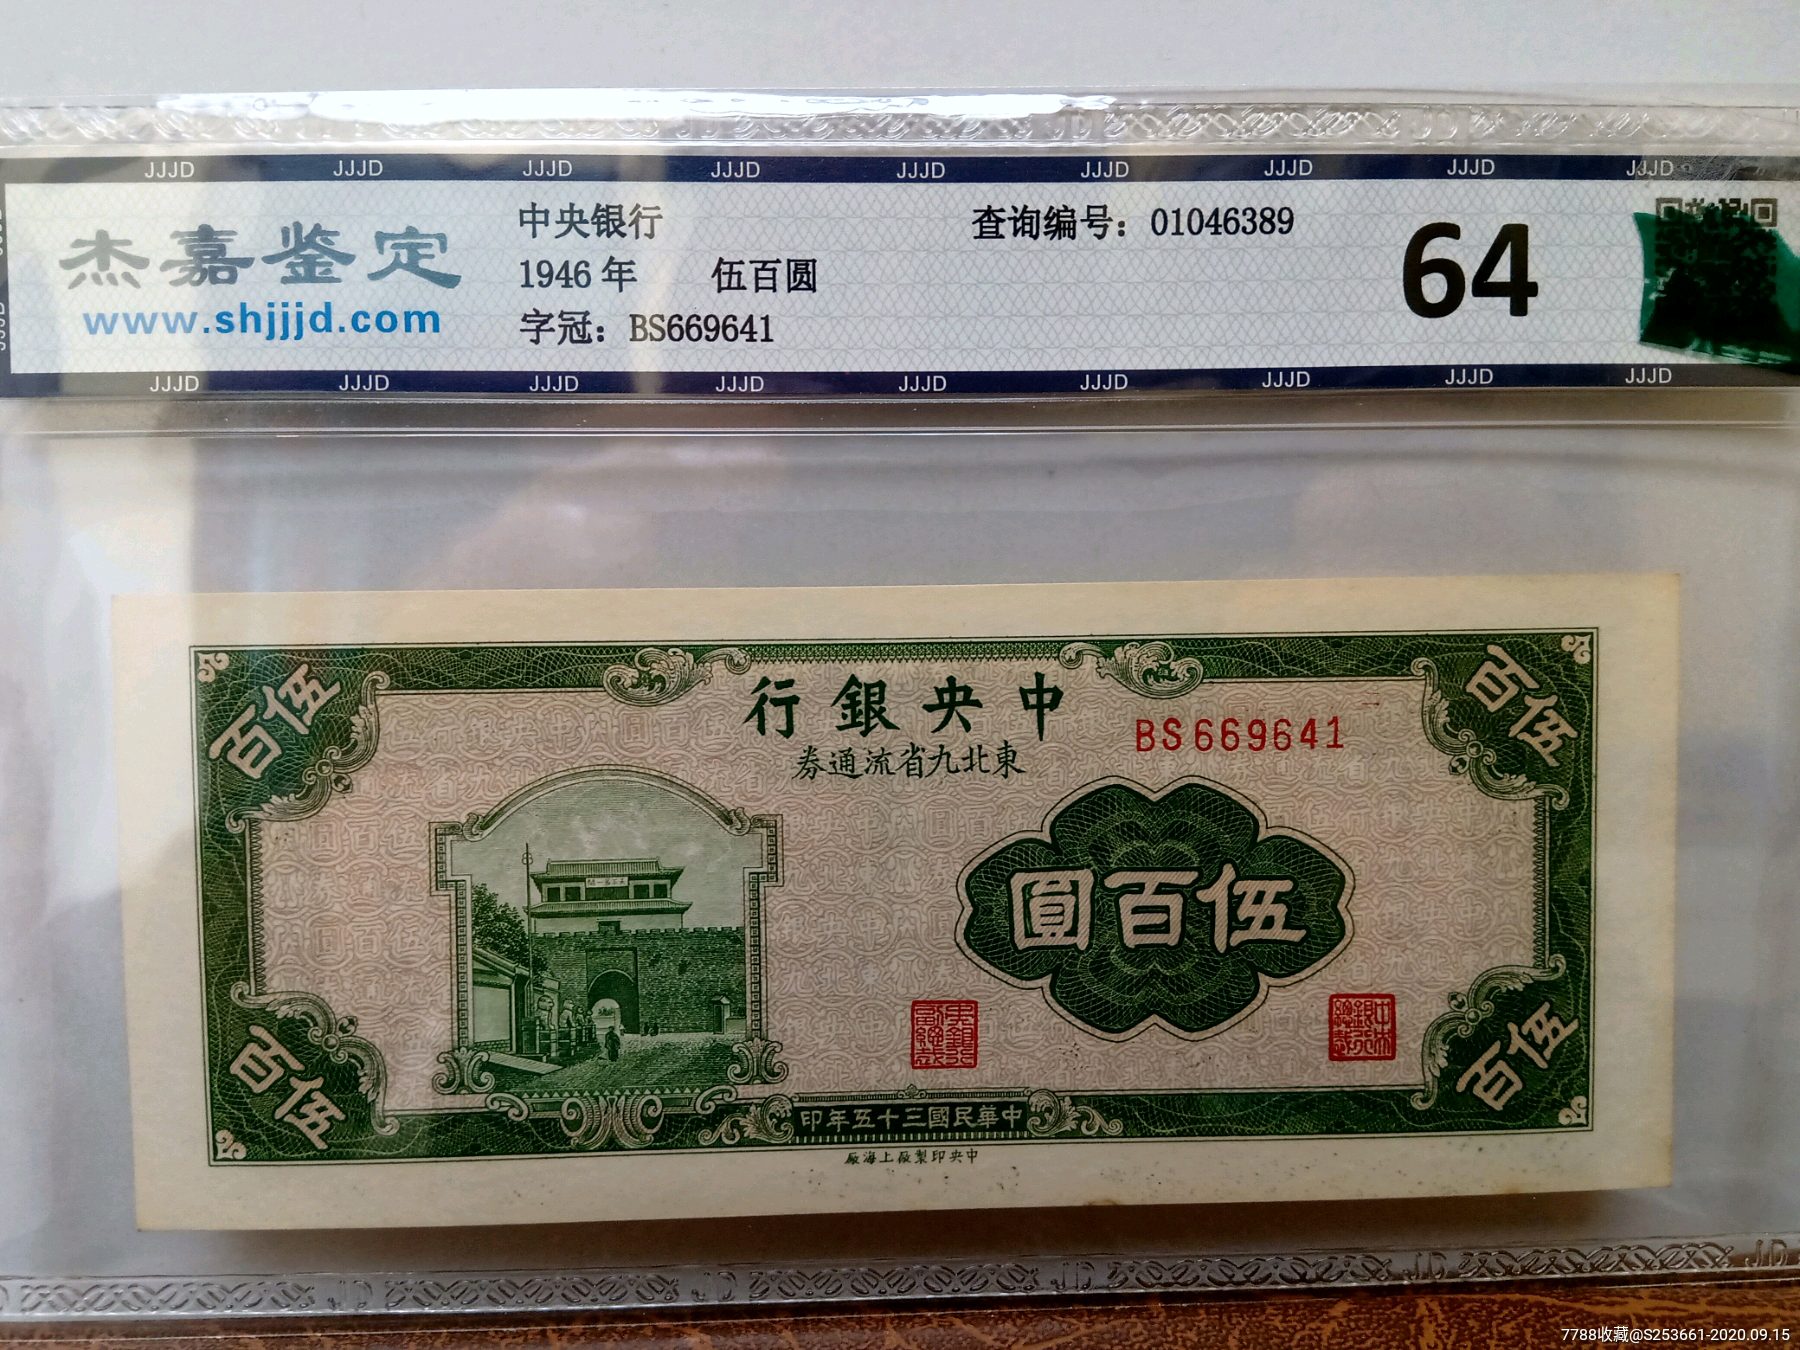 JJJD JJJD JJJD JJJD JJJD JJJD JJJD JJJD JJJD
杰嘉鉴定
www.shjjjd.com
中央银行
1946 年 伍百圆
字冠：BS669641
查询编号：01046389
64
JJJD JJJD JJJD JJJD JJJD JJJD JJJD JJJD JJJD
百伍
行銀央中
券通流省九北東
BS669641
百伍
圓百伍
百伍
印年五十三國民華中
百伍
廠海上廠製印央中
7788收藏@S253661-2020.09.15